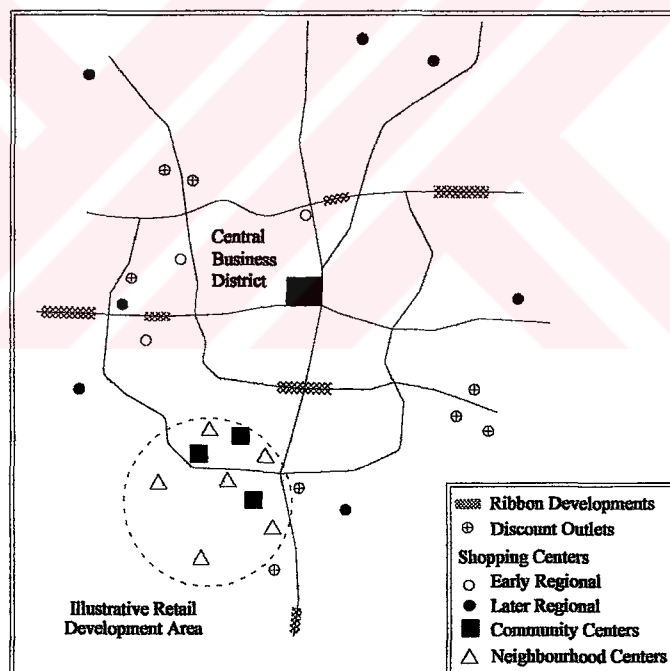 Central
Business
District
Illustrative Retail
Development Area
Ribbon Developments
Discount Outlets
Shopping Centers
Early Regional
Later Regional
Community Centers
Neighbourhood Centers